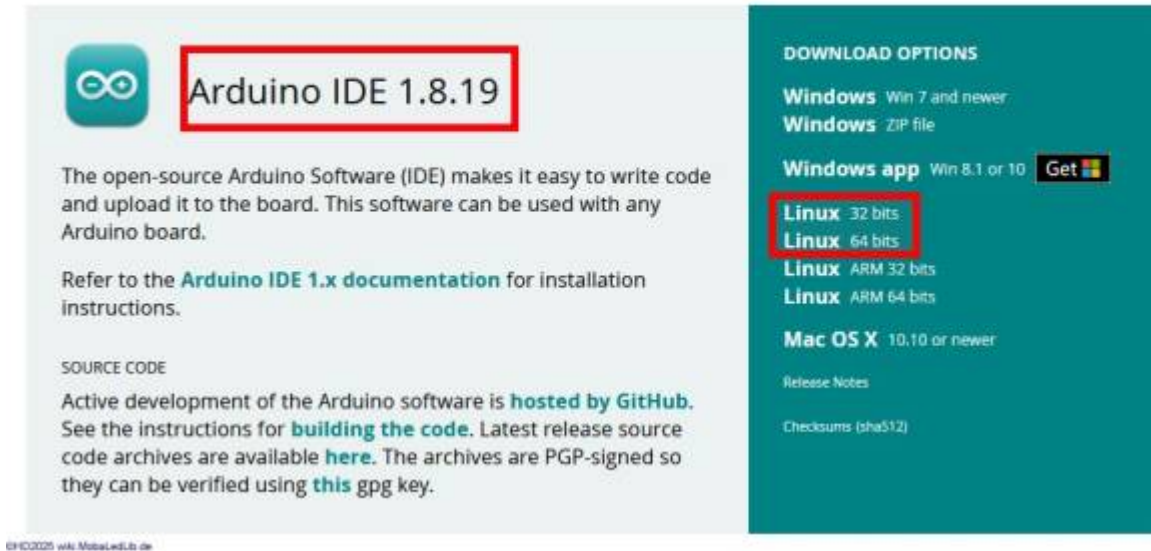 Arduino IDE 1.8.19
The open-source Arduino Software (IDE) makes it easy to write code
and upload it to the board. This software can be used with any
Arduino board.
Refer to the Arduino IDE 1.x documentation for installation
instructions.
SOURCE CODE
Active development of the Arduino software is hosted by GitHub.
See the instructions for building the code. Latest release source
code archives are available here. The archives are PGP-signed so
they can be verified using this gpg key.
DOWNLOAD OPTIONS
Windows Win 7 and newer
Windows ZIP file
Windows app Win 8.1 or 10 Get
Linux 32 bits
Linux 64 bits
Linux ARM 32 bits
Linux ARM 64 bits
Mac OS X 10.10 or newer
Release Notes
Checksums (sha512)
wiki.MobaLedLib.de